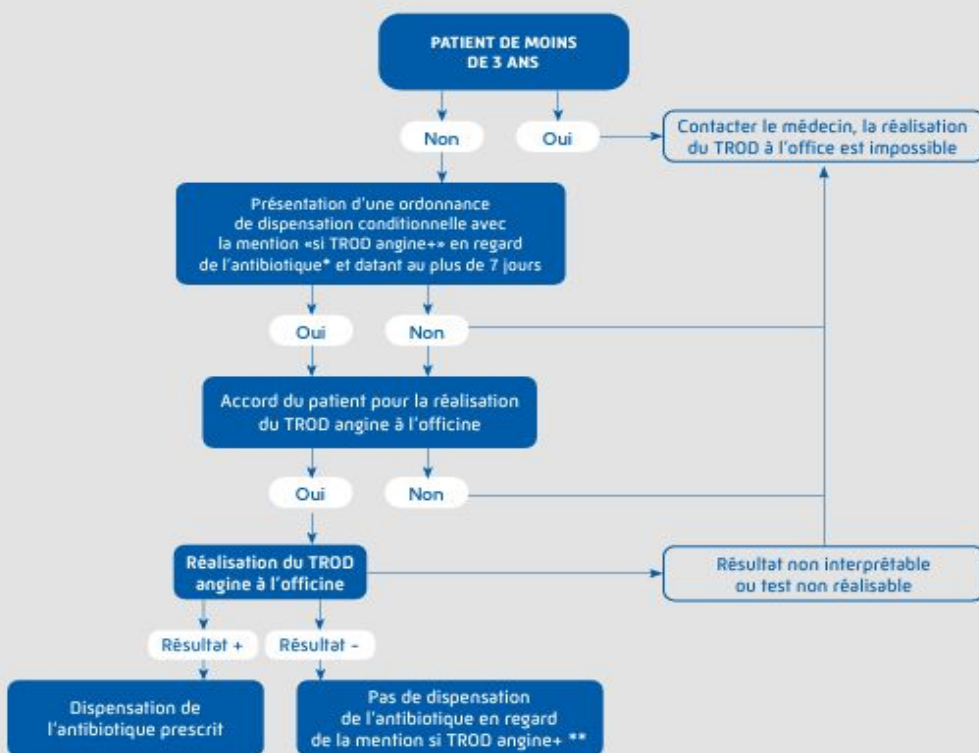 PATIENT DE MOINS
DE 3 ANS
Non
Oui
Contacter le médecin, la réalisation
du TROD à l'office est impossible
Présentation d'une ordonnance
de dispensation conditionnelle avec
la mention «si TROD angine+» en regard
de l'antibiotique* et datant au plus de 7 jours
Oui
Non
Accord du patient pour la réalisation
du TROD angine à l'officine
Oui
Non
Réalisation du TROD
angine à l'officine
Résultat non interprétable
ou test non réalisable
Résultat +
Résultat -
Dispensation de
l'antibiotique prescrit
Pas de dispensation
de l'antibiotique en regard
de la mention si TROD angine+ **